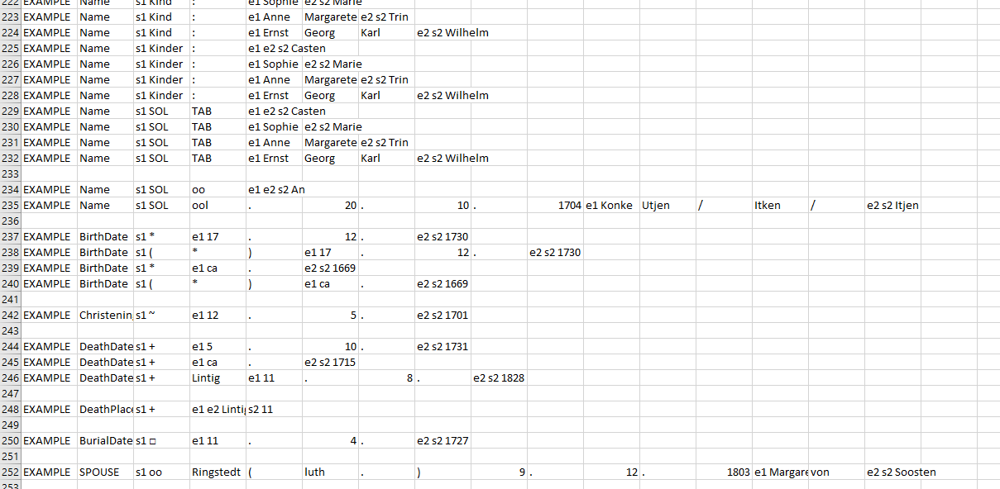 222 EXAMPLE Name s1 Kind : e1 Sophie e2 s2 Marie
223 EXAMPLE Name s1 Kind : e1 Anne Margarete e2 s2 Trin
224 EXAMPLE Name s1 Kind : e1 Ernst Georg Karl e2 s2 Wilhelm
225 EXAMPLE Name s1 Kinder : e1 e2 s2 Casten
226 EXAMPLE Name s1 Kinder : e1 Sophie e2 s2 Marie
227 EXAMPLE Name s1 Kinder : e1 Anne Margarete e2 s2 Trin
228 EXAMPLE Name s1 Kinder : e1 Ernst Georg Karl e2 s2 Wilhelm
229 EXAMPLE Name s1 SOL TAB e1 e2 s2 Casten
230 EXAMPLE Name s1 SOL TAB e1 Sophie e2 s2 Marie
231 EXAMPLE Name s1 SOL TAB e1 Anne Margarete e2 s2 Trin
232 EXAMPLE Name s1 SOL TAB e1 Ernst Georg Karl e2 s2 Wilhelm
233
234 EXAMPLE Name s1 SOL oo e1 e2 s2 An
235 EXAMPLE Name s1 SOL ool . 20 . 10 . 1704 e1 Konke Utjen / Itken / e2 s2 Itjen
236
237 EXAMPLE BirthDate s1 * e1 17 . 12 . e2 s2 1730
238 EXAMPLE BirthDate s1 ( * ) e1 17 . 12 . e2 s2 1730
239 EXAMPLE BirthDate s1 * e1 ca . e2 s2 1669
240 EXAMPLE BirthDate s1 ( * ) e1 ca . e2 s2 1669
241
242 EXAMPLE Christenin s1 ~ e1 12 . 5 . e2 s2 1701
243
244 EXAMPLE DeathDate s1 + e1 5 . 10 . e2 s2 1731
245 EXAMPLE DeathDate s1 + e1 ca . e2 s2 1715
246 EXAMPLE DeathDate s1 + Lintig e1 11 . 8 . e2 s2 1828
247
248 EXAMPLE DeathPlac s1 + e1 e2 Lintig s2 11
249
250 EXAMPLE BurialDate s1 □ e1 11 . 4 . e2 s2 1727
251
252 EXAMPLE SPOUSE s1 oo Ringstedt ( luth . ) 9 . 12 . 1803 e1 Margare von e2 s2 Soosten
253